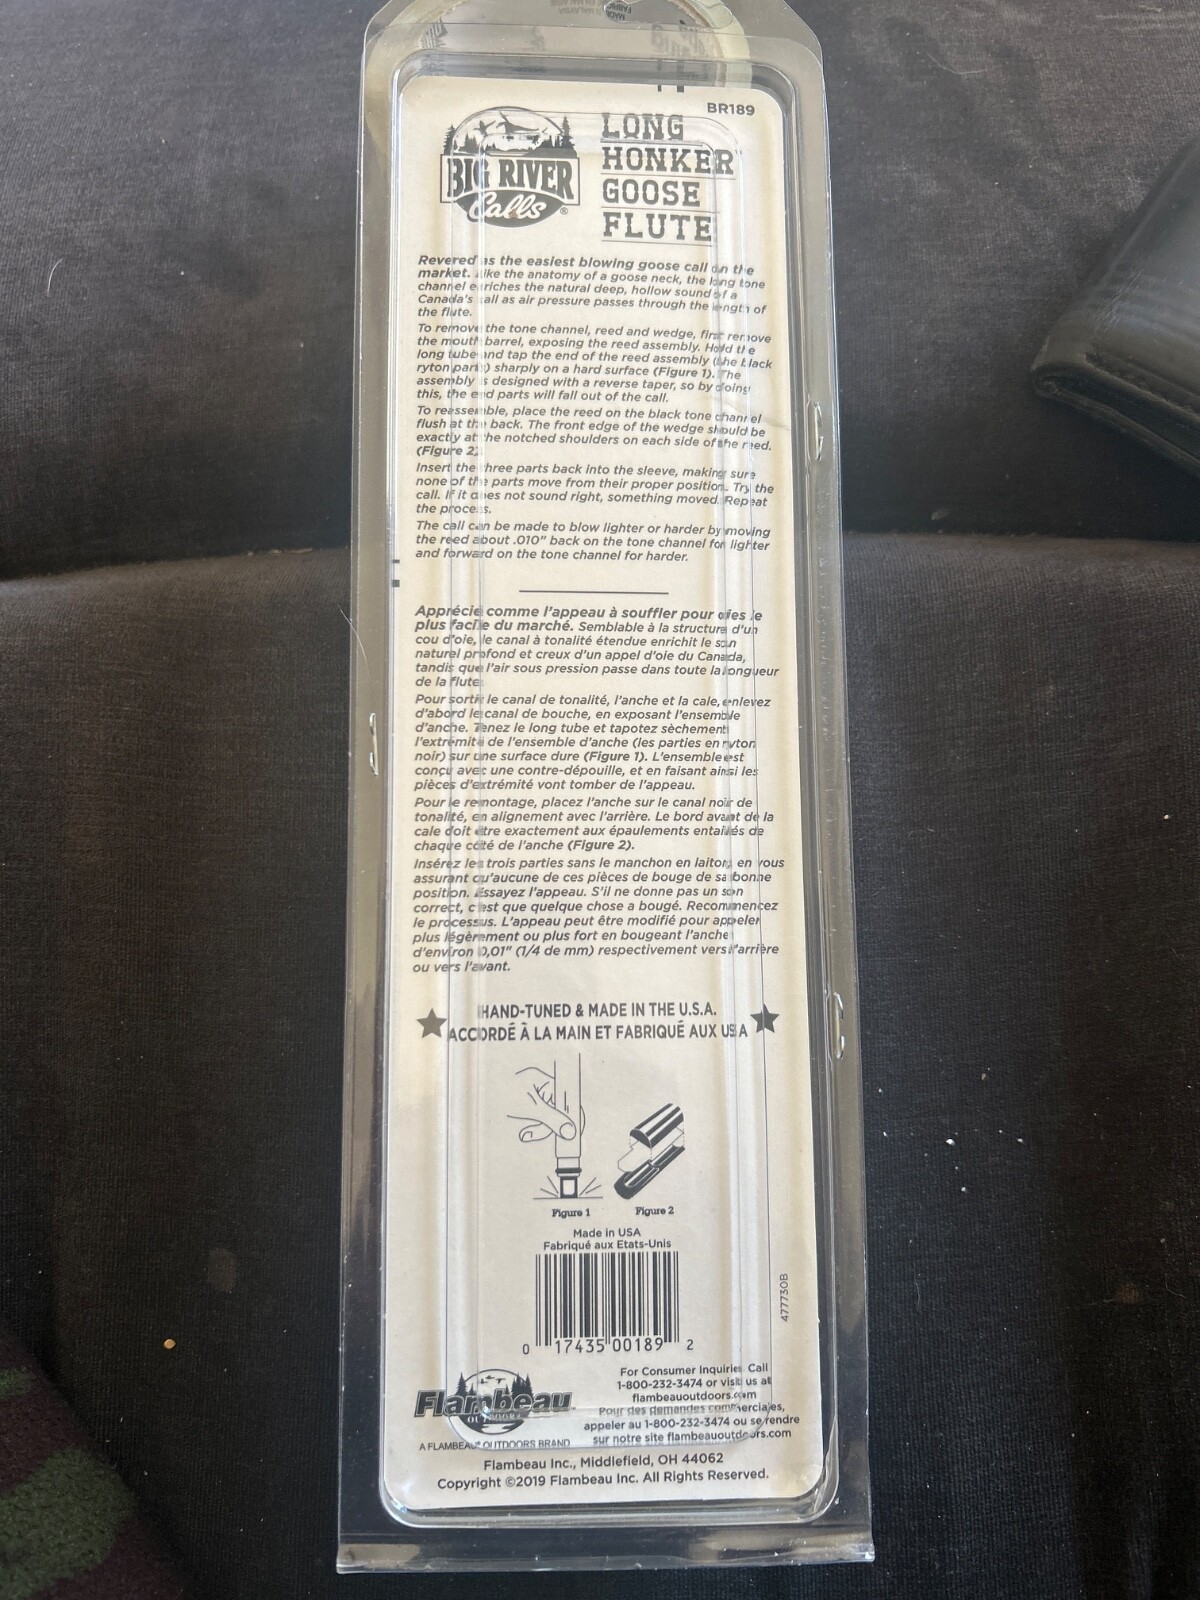 BR189
BIG RIVER
Calls®
LONG
HONKER™
GOOSE
FLUTE
Revered as the easiest blowing goose call on the
market. Like the anatomy of a goose neck, the long tone
channel enriches the natural deep, hollow sound of a
Canada's call as air pressure passes through the length of
the flute.
To remove the tone channel, reed and wedge, first remove
the mouth barrel, exposing the reed assembly. Hold the
long tube and tap the end of the reed assembly (the black
ryton parts) sharply on a hard surface (Figure 1). The
assembly is designed with a reverse taper, so by doing
this, the end parts will fall out of the call.
To reassemble, place the reed on the black tone channel
flush at the back. The front edge of the wedge should be
exactly at the notched shoulders on each side of the reed.
(Figure 2)
Insert the three parts back into the sleeve, making sure
none of the parts move from their proper position. Try the
call. If it does not sound right, something moved. Repeat
the process.
The call can be made to blow lighter or harder by moving
the reed about .010" back on the tone channel for lighter
and forward on the tone channel for harder.
Apprécié comme l'appeau à souffler pour oies le
plus facile du marché. Semblable à la structure d'un
cou d'oie, le canal à tonalité étendue enrichit le son
naturel profond et creux d'un appel d'oie du Canada,
tandis que l'air sous pression passe dans toute la longueur
de la flute.
Pour sortir le canal de tonalité, l'anche et la cale, enlevez
d'abord le canal de bouche, en exposant l'ensemble
d'anche. Tenez le long tube et tapotez sèchement
l'extrémité de l'ensemble d'anche (les parties en ryton
noir) sur une surface dure (Figure 1). L'ensemble est
conçu avec une contre-dépouille, et en faisant ainsi les
pièces d'extrémité vont tomber de l'appeau.
Pour le remontage, placez l'anche sur le canal noir de
tonalité, en alignement avec l'arrière. Le bord avant de la
cale doit être exactement aux épaulements entaillés de
chaque côté de l'anche (Figure 2).
Insérez les trois parties sans le manchon en laiton, en vous
assurant qu'aucune de ces pièces de bouge de sa bonne
position. Essayez l'appeau. S'il ne donne pas un son
correct, c'est que quelque chose a bougé. Recommencez
le processus. L'appeau peut être modifié pour appeler
plus légèrement ou plus fort en bougeant l'anche
d'environ 0,01" (1/4 de mm) respectivement vers l'arrière
ou vers l'avant.
HAND-TUNED & MADE IN THE U.S.A.
ACCORDÉ À LA MAIN ET FABRIQUÉ AUX USA
Figure 1
Figure 2
Made in USA
Fabriqué aux Etats-Unis
477730B
0 17435 00189 2
Flambeau
OUTDOORS
A FLAMBEAU® OUTDOORS BRAND
For Consumer Inquiries Call
1-800-232-3474 or visit us at
flambeauoutdoors.com
Pour des demandes commerciales,
appeler au 1-800-232-3474 ou se rendre
sur notre site flambeauoutdoors.com
Flambeau Inc., Middlefield, OH 44062
Copyright ©2019 Flambeau Inc. All Rights Reserved.